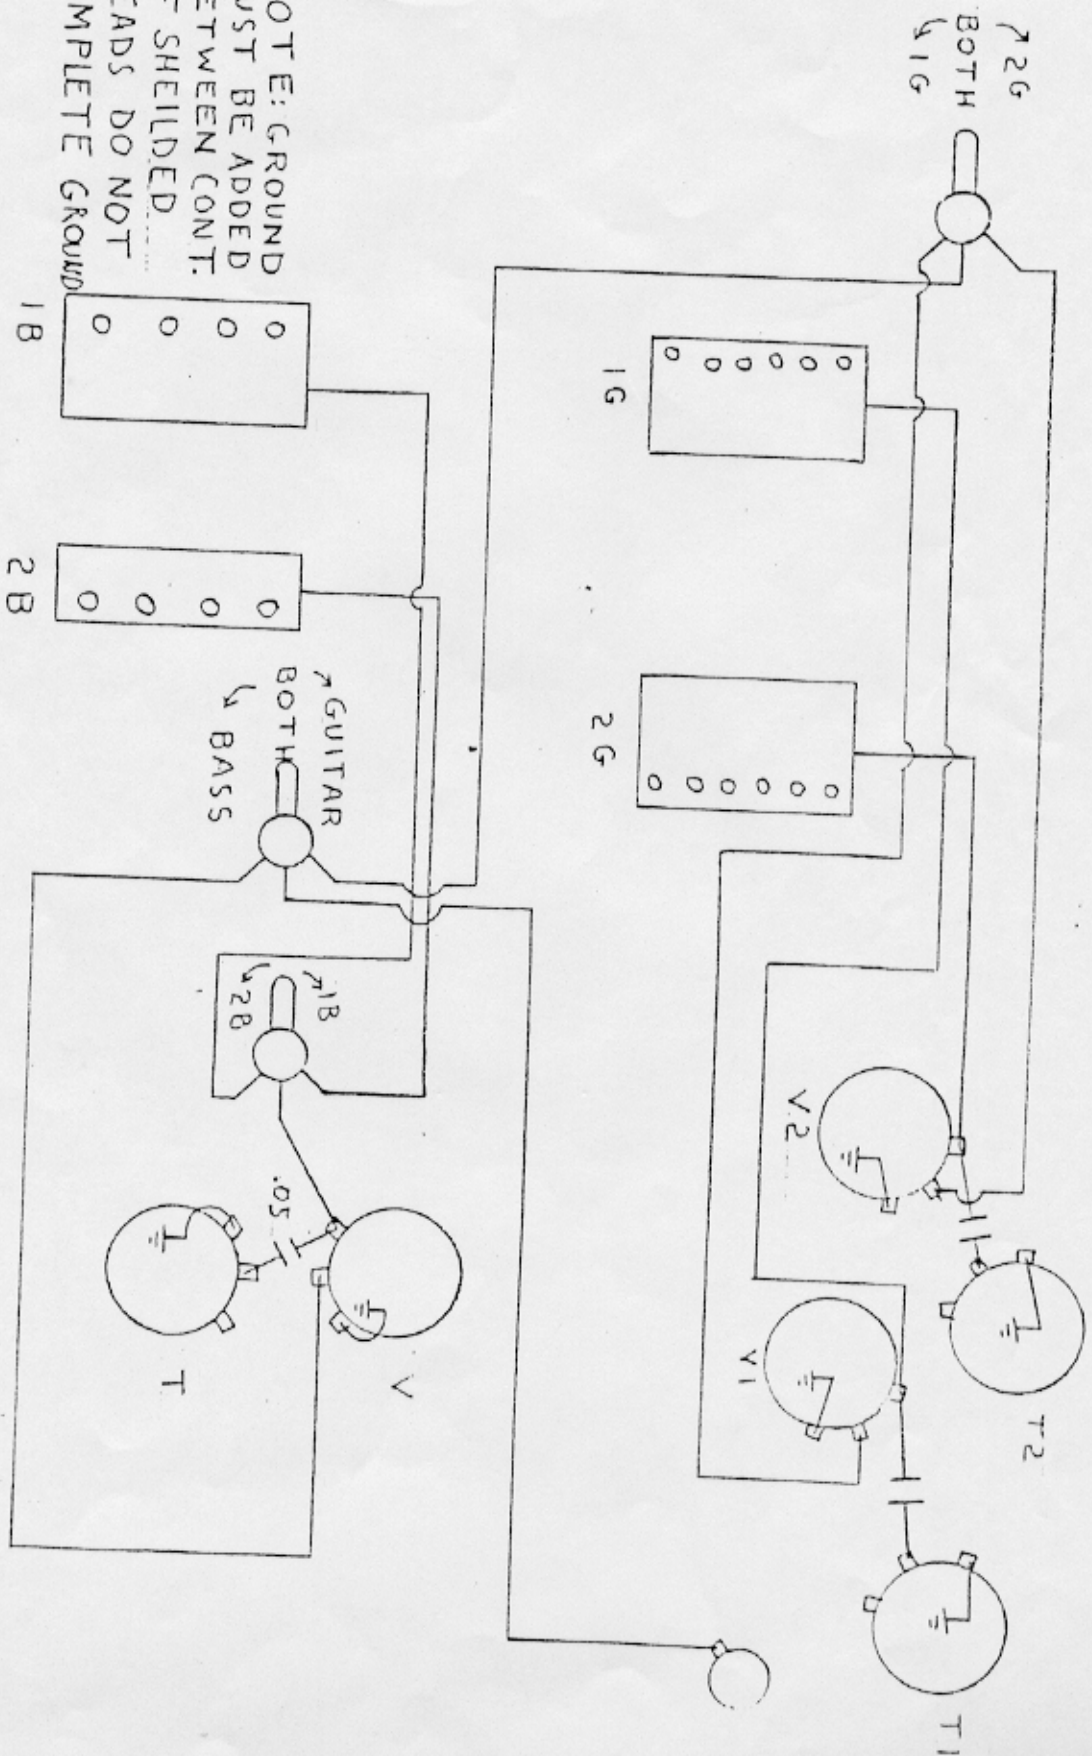 2G
BOTH
1G
T2
T1
V2
V1
1G
2G
V
GUITAR
BOTH
BASS
1B
2B
.05
T
OTE: GROUND
UST BE ADDED
ETWEEN CONT.
F SHEILDED
EADS DO NOT
MPLETE GROUND
1B
2B